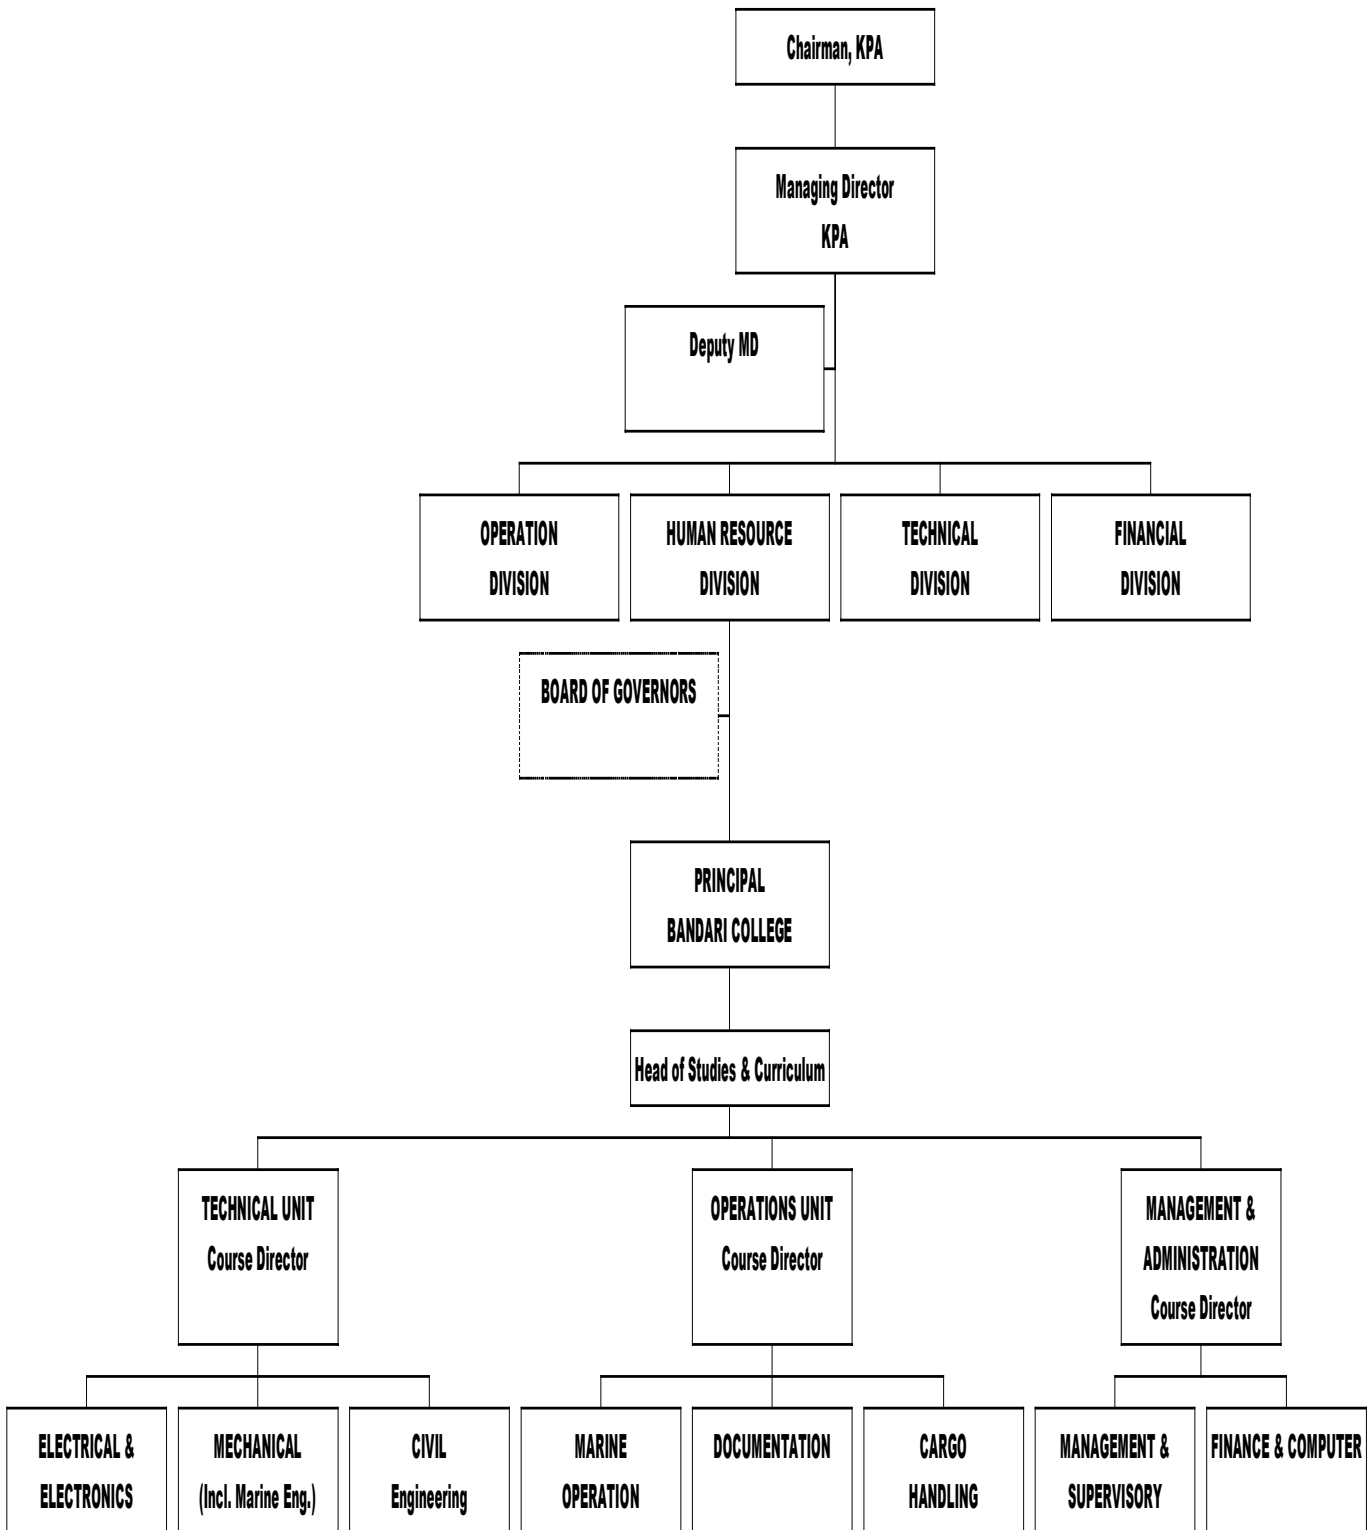 Chairman, KPA
Managing Director
KPA
Deputy MD
OPERATION
DIVISION
HUMAN RESOURCE
DIVISION
TECHNICAL
DIVISION
FINANCIAL
DIVISION
BOARD OF GOVERNORS
PRINCIPAL
BANDARI COLLEGE
Head of Studies & Curriculum
TECHNICAL UNIT
Course Director
OPERATIONS UNIT
Course Director
MANAGEMENT &
ADMINISTRATION
Course Director
ELECTRICAL &
ELECTRONICS
MECHANICAL
(Incl. Marine Eng.)
CIVIL
Engineering
MARINE
OPERATION
DOCUMENTATION
CARGO
HANDLING
MANAGEMENT &
SUPERVISORY
FINANCE & COMPUTER